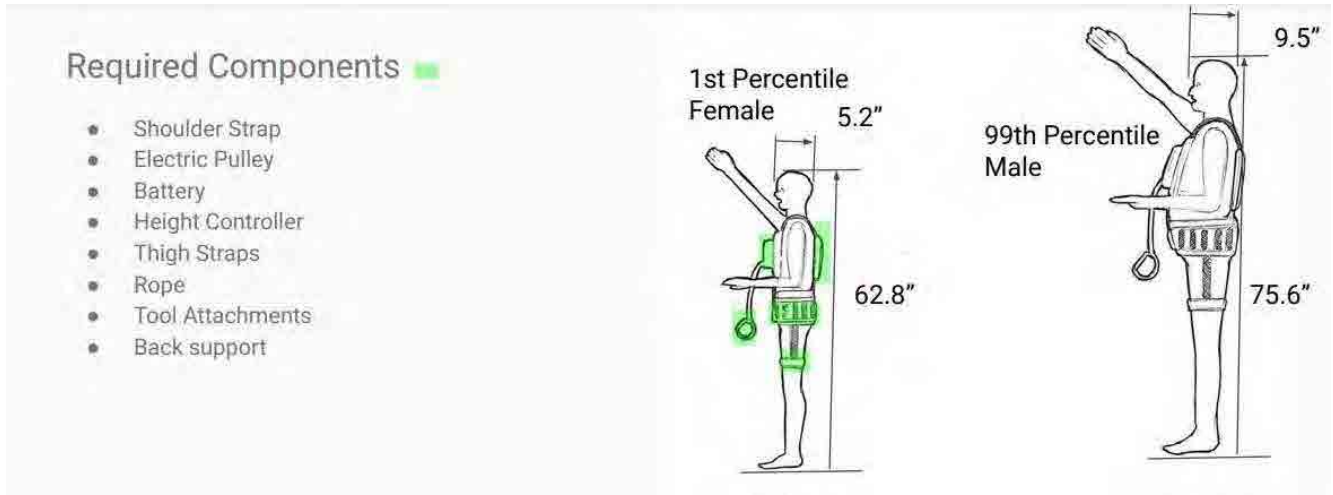 Required Components
• Shoulder Strap
• Electric Pulley
• Battery
• Height Controller
• Thigh Straps
• Rope
• Tool Attachments
• Back support
1st Percentile
Female
5.2”
62.8”
99th Percentile
Male
9.5”
75.6”